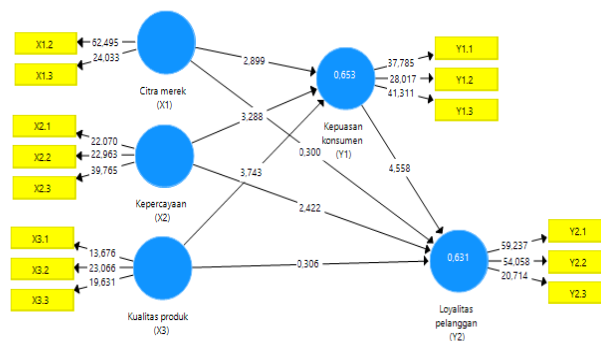 X1.2
X1.3
62,495
24,033
Citra merek
(X1)
X2.1
X2.2
X2.3
22,070
22,963
39,765
Kepercayaan
(X2)
X3.1
X3.2
X3.3
13,676
23,066
19,631
Kualitas produk
(X3)
2,899
3,288
3,743
0,300
2,422
0,306
4,558
0,653
Kepuasan
konsumen
(Y1)
37,785
28,017
41,311
Y1.1
Y1.2
Y1.3
0,631
Loyalitas
pelanggan
(Y2)
59,237
54,058
20,714
Y2.1
Y2.2
Y2.3